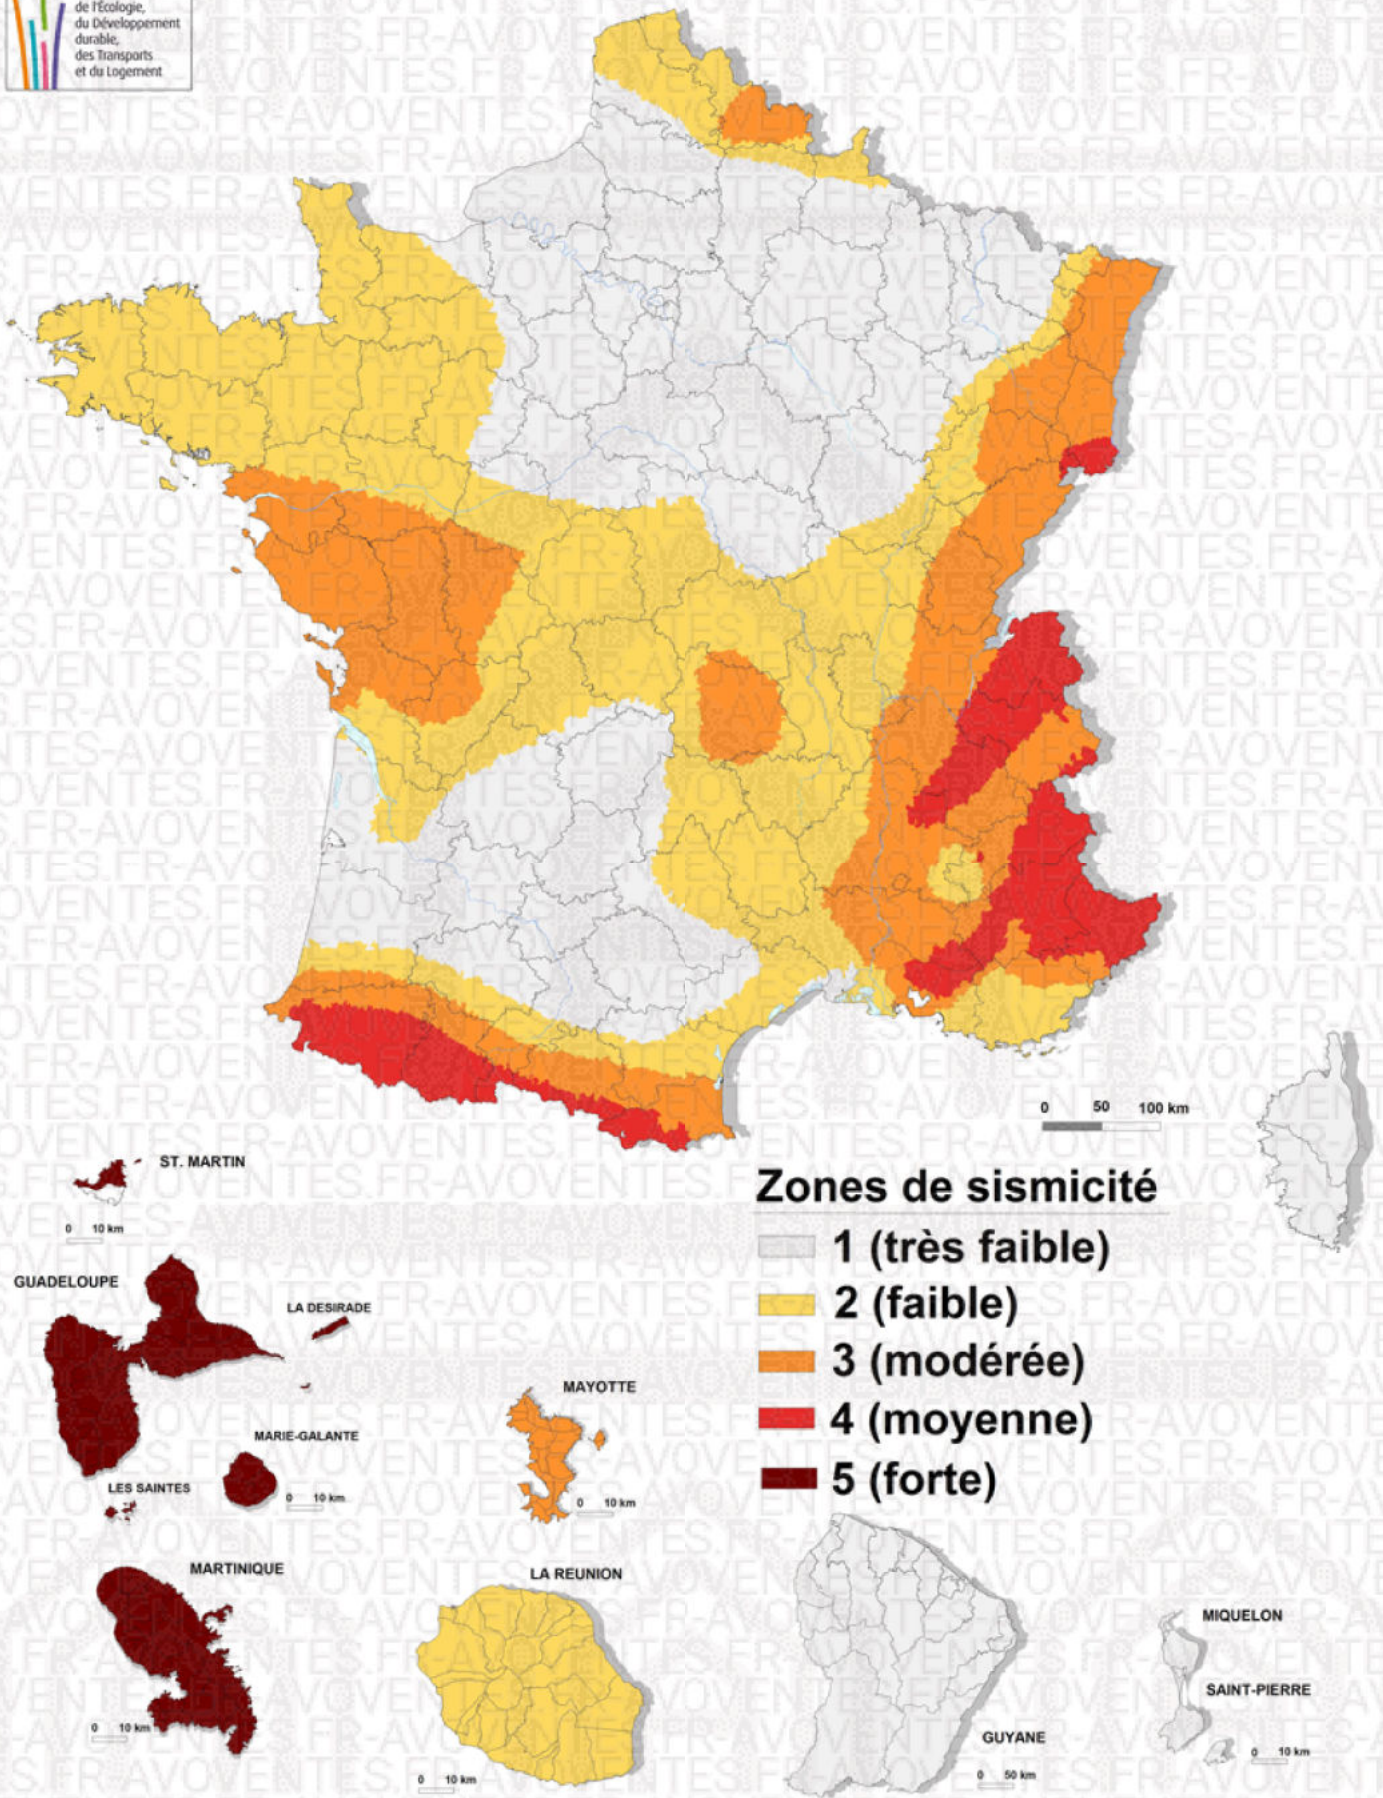 de l'Écologie,
du Développement
durable,
des Transports
et du Logement
0 50 100 km
ST. MARTIN
0 10 km
Zones de sismicité
1 (très faible)
2 (faible)
3 (modérée)
4 (moyenne)
5 (forte)
GUADELOUPE
LA DESIRADE
MARIE-GALANTE
LES SAINTES
0 10 km
MAYOTTE
0 10 km
MARTINIQUE
0 10 km
LA REUNION
0 10 km
GUYANE
0 50 km
MIQUELON
SAINT-PIERRE
0 10 km
AVOVENTES.FR